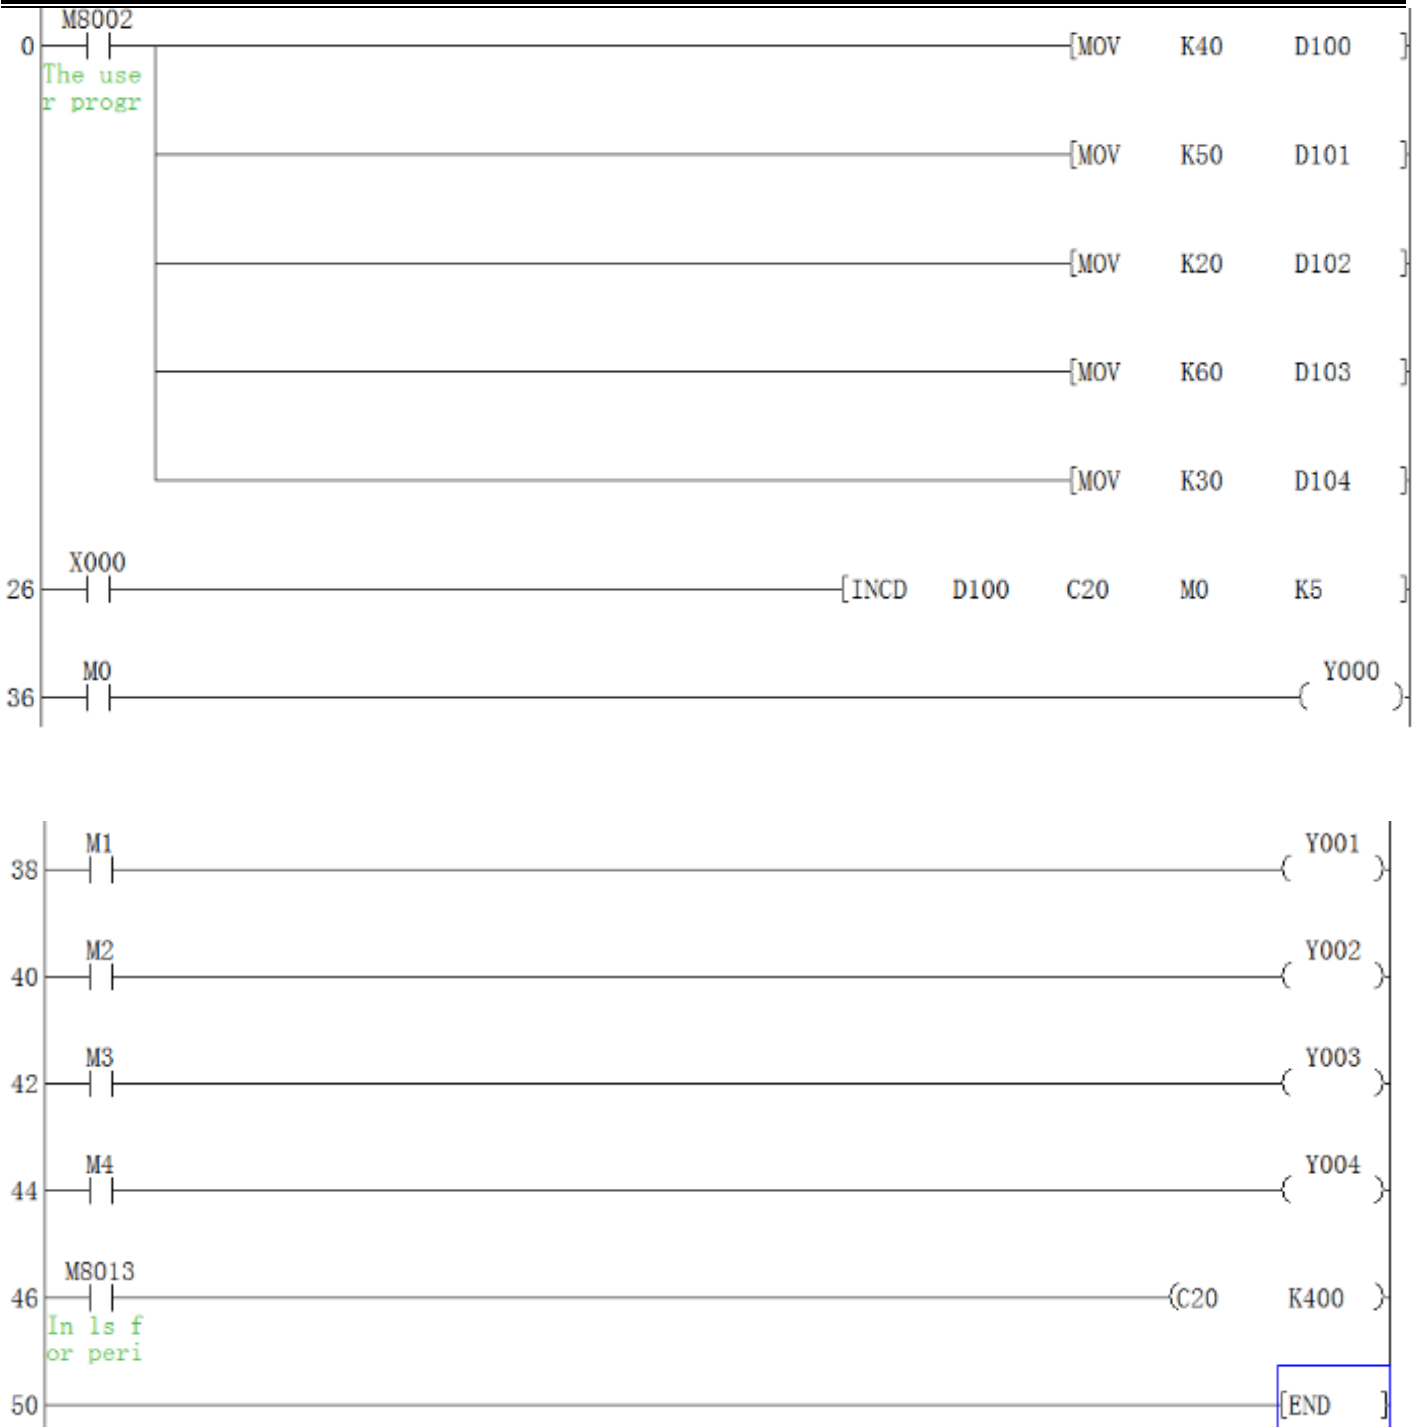 M8002
0 [MOV K40 D100 ]
The use
r progr
[MOV K50 D101 ]
[MOV K20 D102 ]
[MOV K60 D103 ]
[MOV K30 D104 ]
X000
26 [INCD D100 C20 M0 K5 ]
M0 Y000
36 ( )
M1 Y001
38 ( )
M2 Y002
40 ( )
M3 Y003
42 ( )
M4 Y004
44 ( )
M8013
46 (C20 K400 )
In 1s f
or peri
50 [END ]